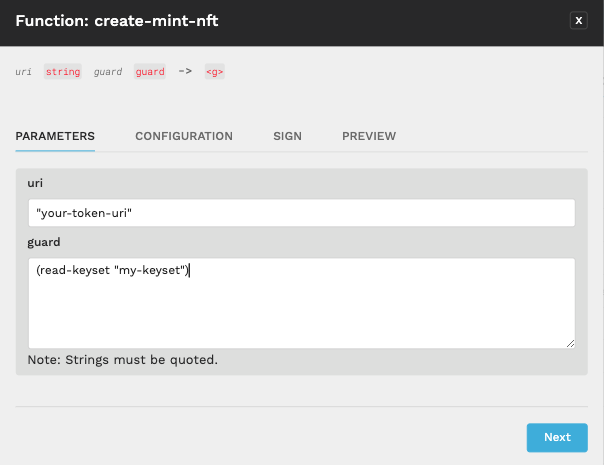 Function: create-mint-nft
x
uri string guard guard -> <g>
PARAMETERS CONFIGURATION SIGN PREVIEW
uri
"your-token-uri"
guard
(read-keyset "my-keyset")
Note: Strings must be quoted.
Next